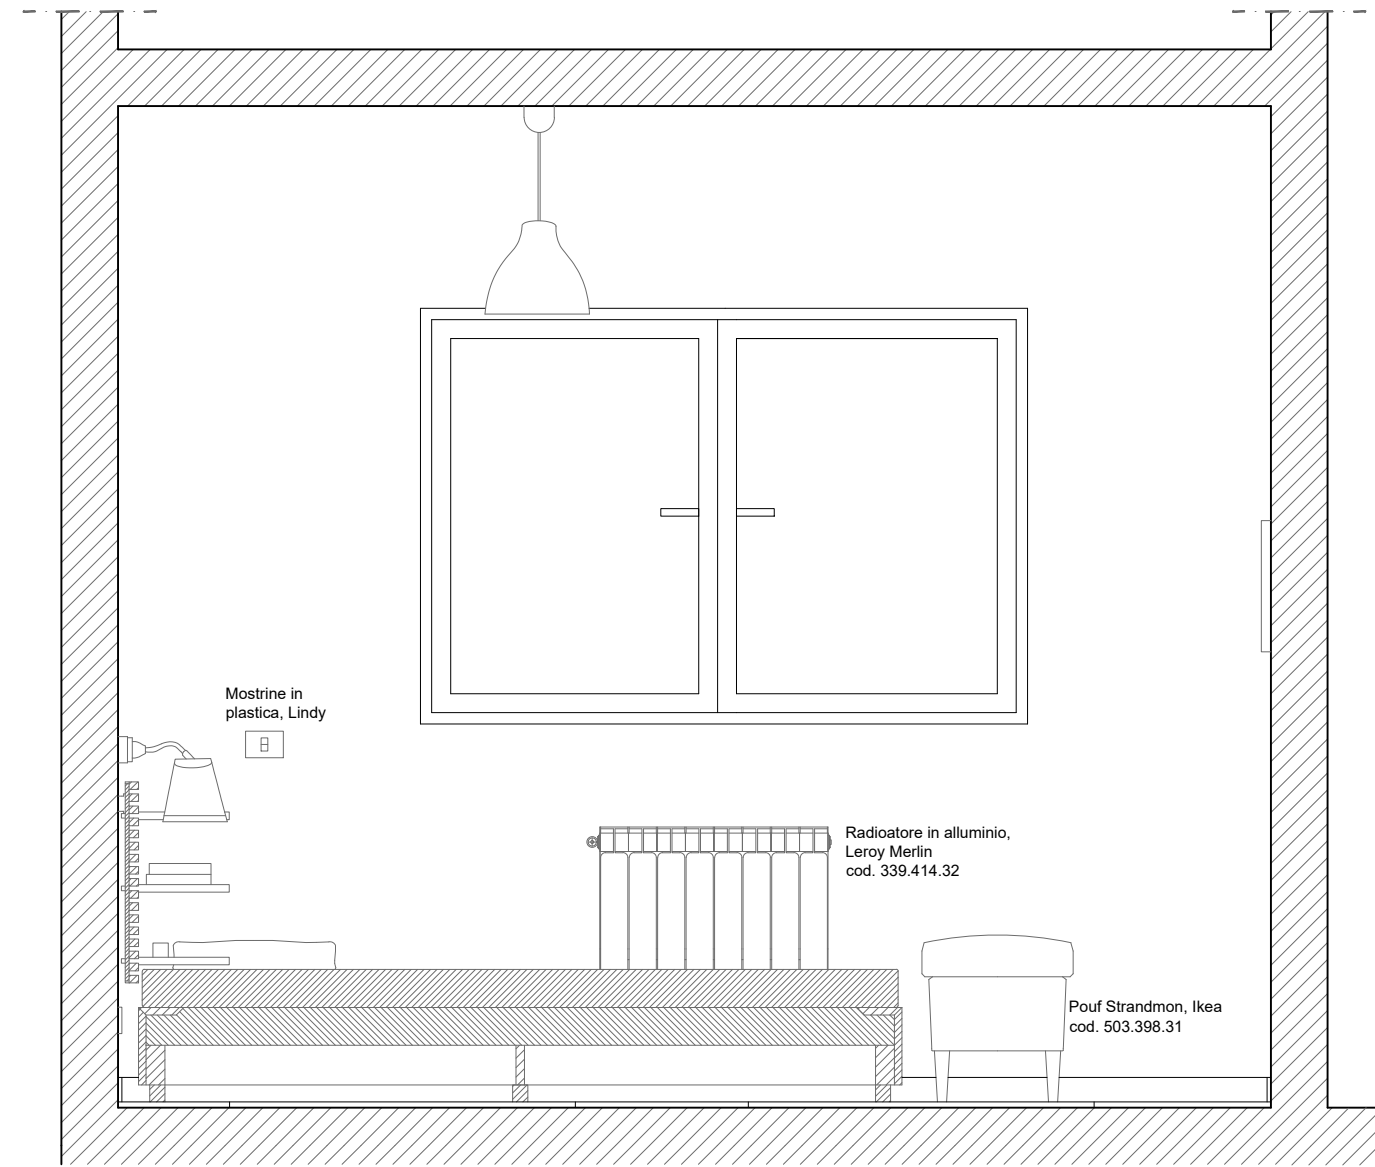 Mostrine in
plastica, Lindy
Radioatore in alluminio,
Leroy Merlin
cod. 339.414.32
Pouf Strandmon, Ikea
cod. 503.398.31